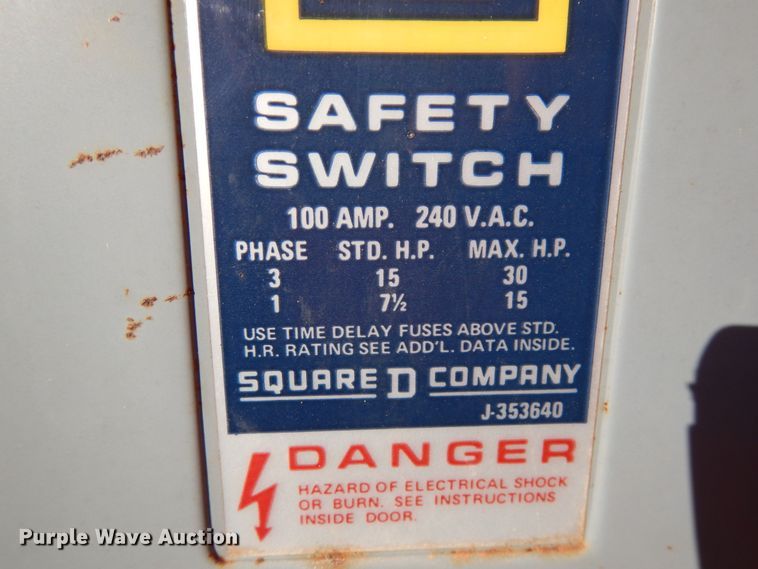 SAFETY
SWITCH
100 AMP. 240 V.A.C.
PHASE STD. H.P. MAX. H.P.
3 15 30
1 7½ 15
USE TIME DELAY FUSES ABOVE STD.
H.R. RATING SEE ADD'L. DATA INSIDE.
SQUARE D COMPANY
J-353640
DANGER
HAZARD OF ELECTRICAL SHOCK
OR BURN. SEE INSTRUCTIONS
INSIDE DOOR.
Purple Wave Auction